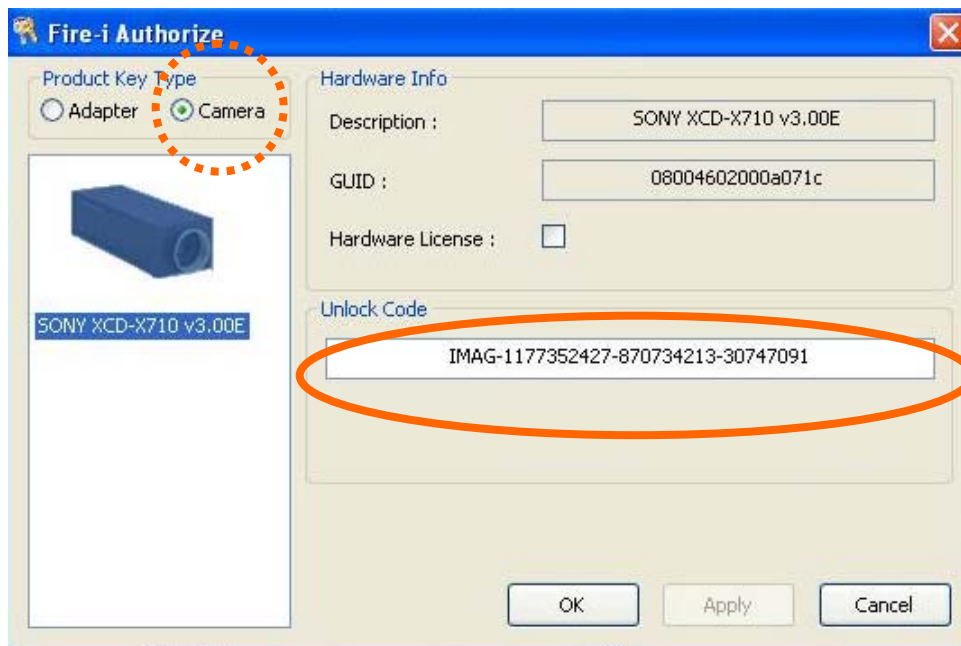 Fire-i Authorize
Product Key Type
Adapter
Camera
SONY XCD-X710 v3.00E
Hardware Info
Description :
SONY XCD-X710 v3.00E
GUID :
08004602000a071c
Hardware License :
Unlock Code
IMAG-1177352427-870734213-30747091
OK
Apply
Cancel